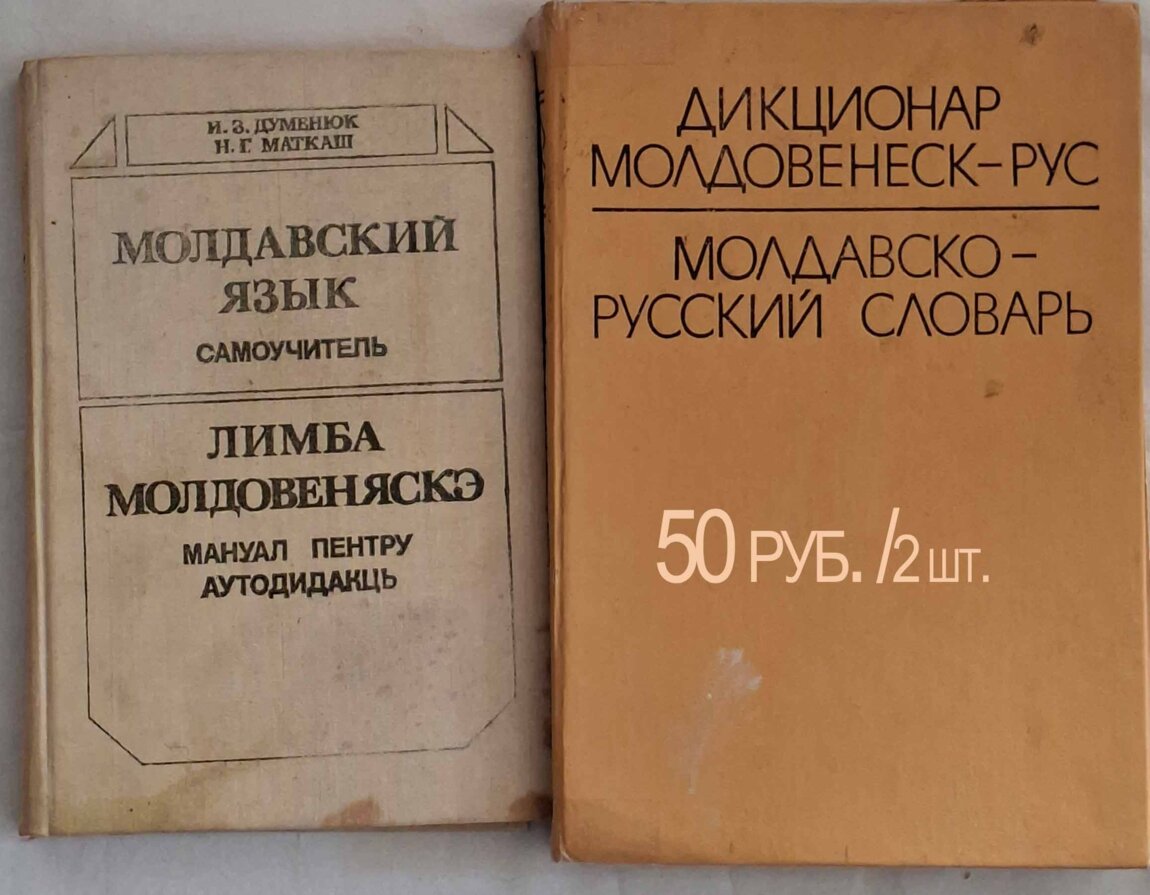 И. З. ДУМЕНЮК
Н. Г. МАТКАШ
МОЛДАВСКИЙ
ЯЗЫК
САМОУЧИТЕЛЬ
ЛИМБА
МОЛДОВЕНЯСКЭ
МАНУАЛ ПЕНТРУ
АУТОДИДАКЦЬ
ДИКЦИОНАР
МОЛДОВЕНЕСК–РУС
МОЛДАВСКО–
РУССКИЙ СЛОВАРЬ
50 РУБ. /2 ШТ.